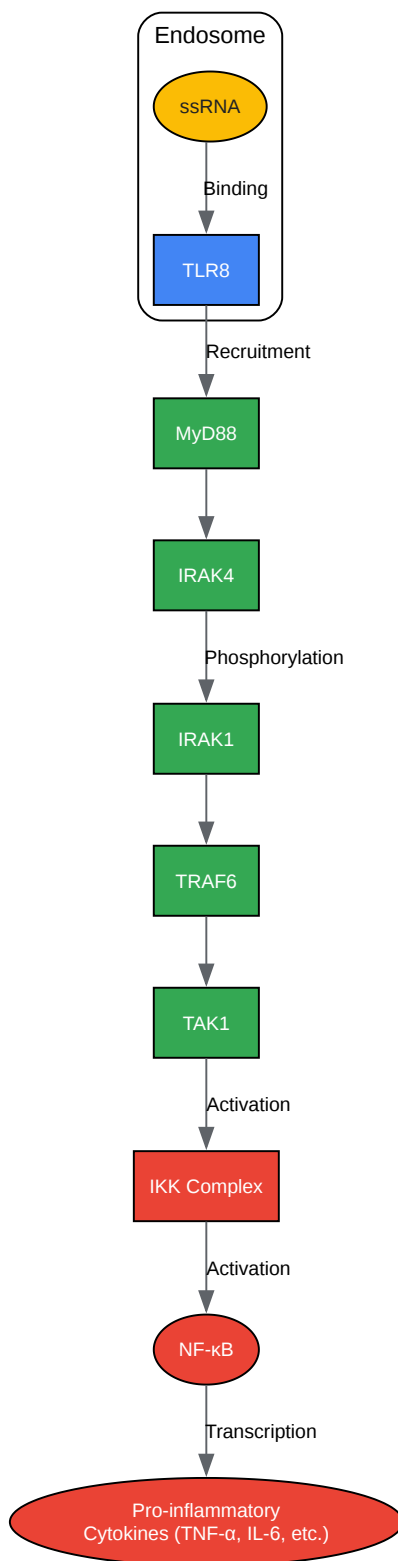 Endosome
ssRNA
Binding
TLR8
Recruitment
MyD88
IRAK4
Phosphorylation
IRAK1
TRAF6
TAK1
Activation
IKK Complex
Activation
NF-κB
Transcription
Pro-inflammatory
Cytokines (TNF-α, IL-6, etc.)